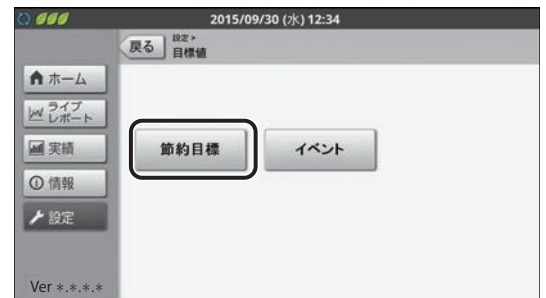 2015/09/30 (水) 12:34
戻る
設定>
目標値
ホーム
ライブ
レポート
実績
情報
設定
節約目標
イベント
Ver *.*.*.*